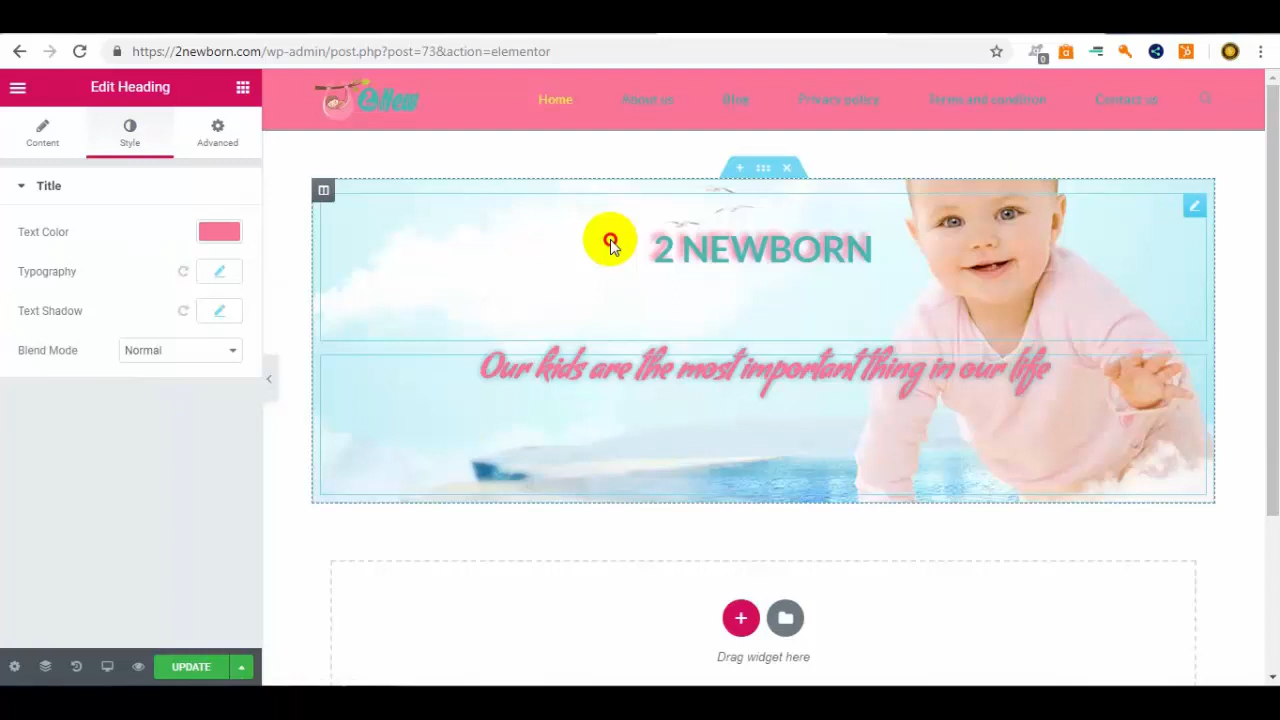 https://2newborn.com/wp-admin/post.php?post=73&action=elementor
0
Edit Heading
Content
Style
Advanced
Title
Text Color
Typography
Text Shadow
Blend Mode
Normal
UPDATE
2New
Home
About us
Blog
Privacy policy
Terms and condition
Contact us
2 NEWBORN
Our kids are the most important thing in our life
Drag widget here